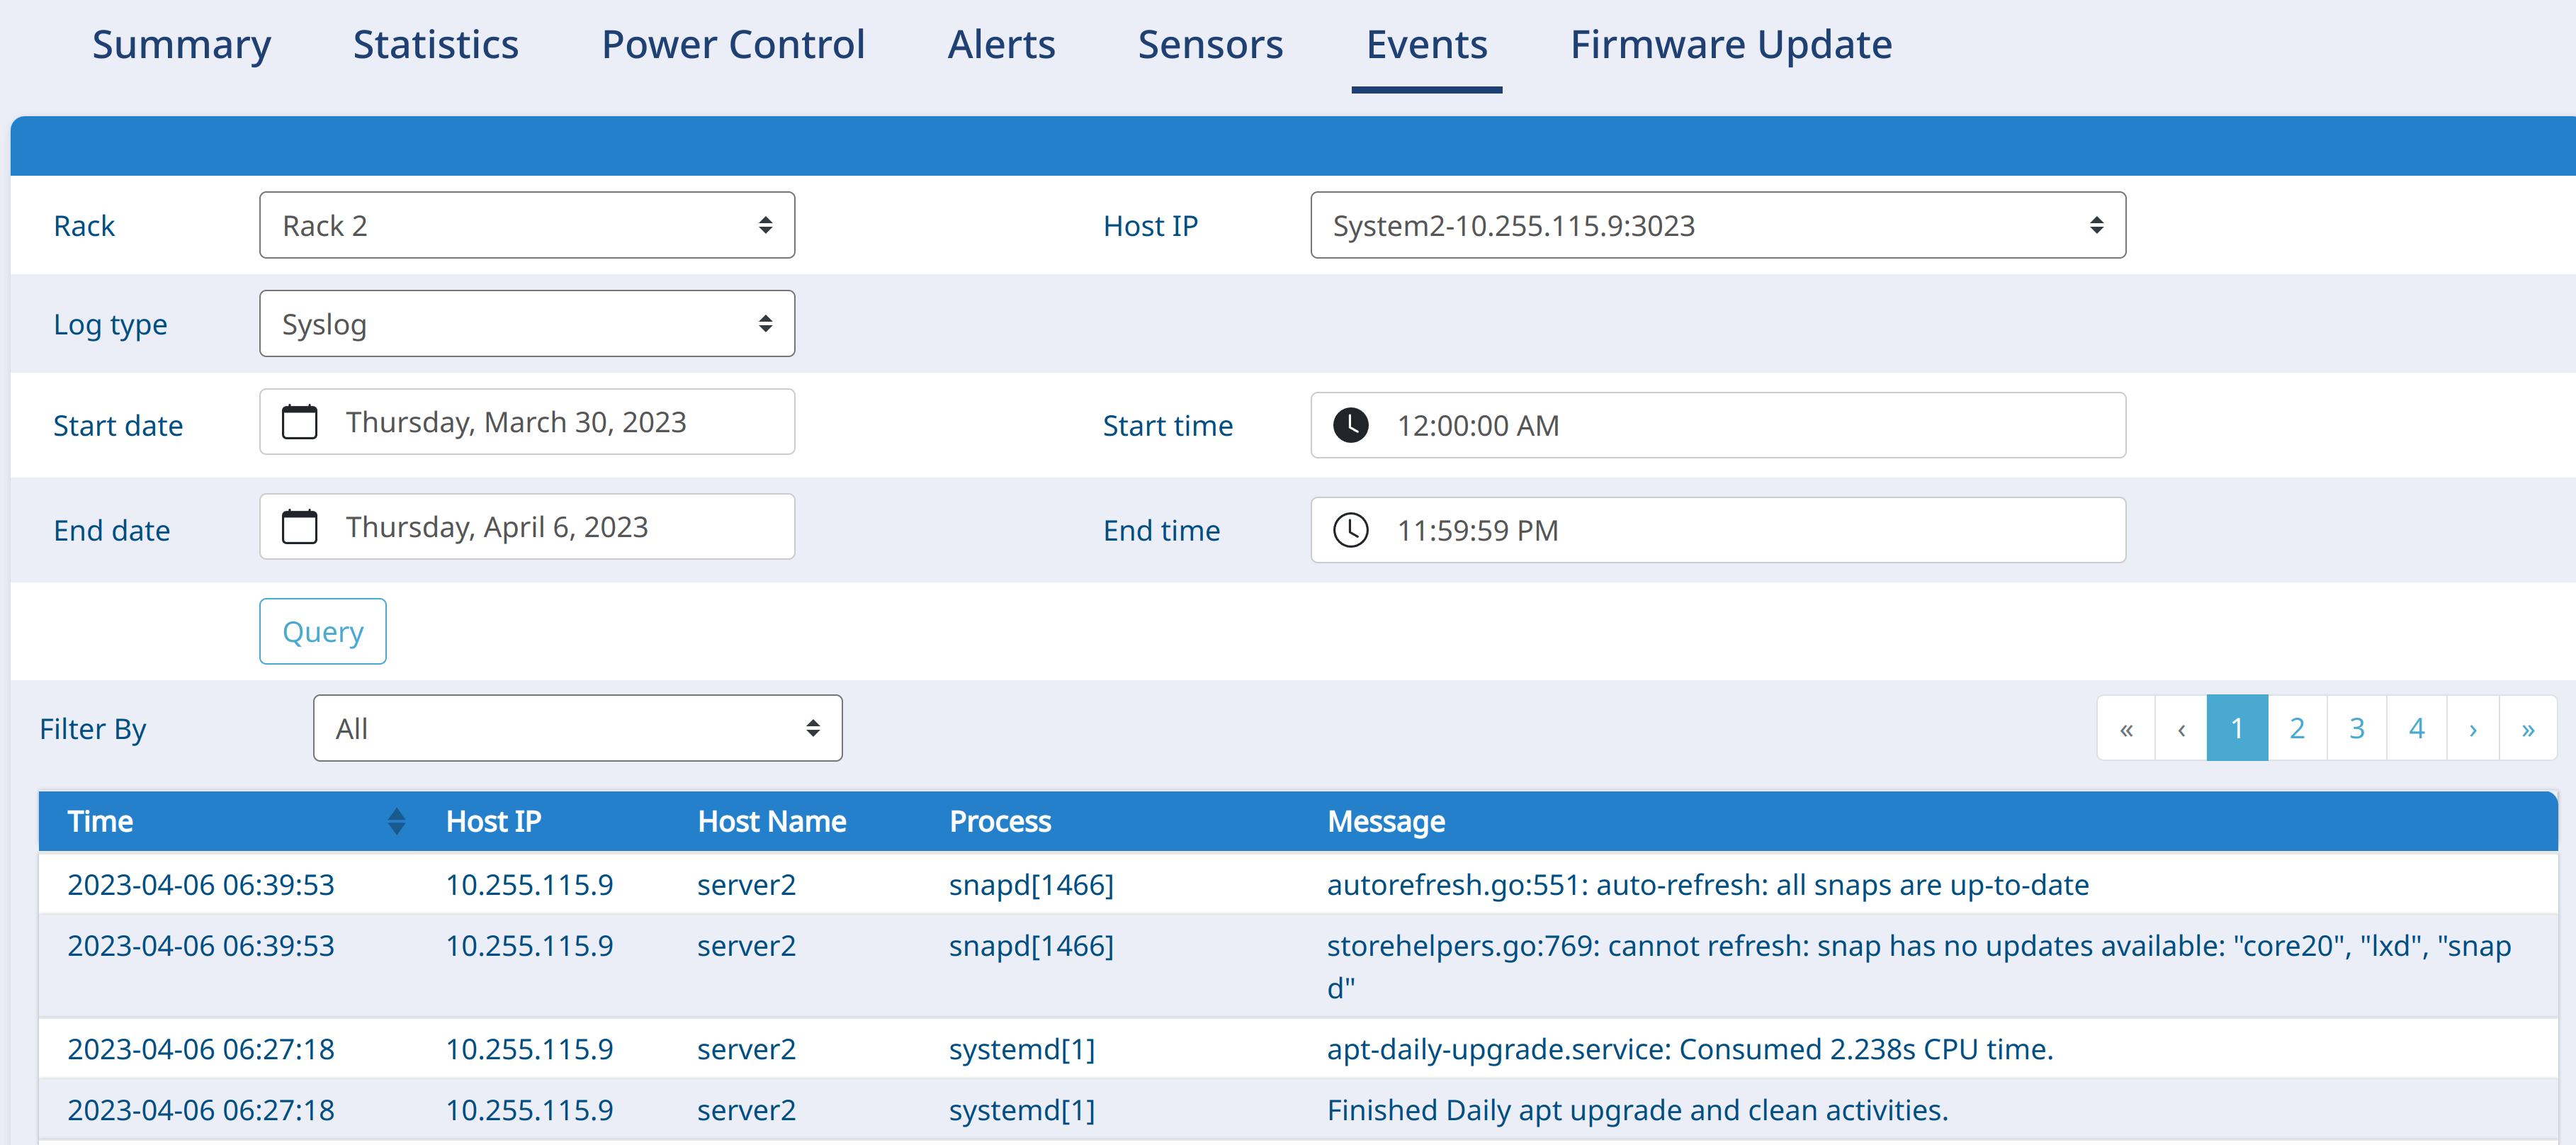 Summary Statistics Power Control Alerts Sensors Events Firmware Update
Rack Rack 2 Host IP System2-10.255.115.9:3023
Log type Syslog
Start date Thursday, March 30, 2023 Start time 12:00:00 AM
End date Thursday, April 6, 2023 End time 11:59:59 PM
Query
Filter By All « ‹ 1 2 3 4 › »
Time Host IP Host Name Process Message
2023-04-06 06:39:53 10.255.115.9 server2 snapd[1466] autorefresh.go:551: auto-refresh: all snaps are up-to-date
2023-04-06 06:39:53 10.255.115.9 server2 snapd[1466] storehelpers.go:769: cannot refresh: snap has no updates available: "core20", "lxd", "snap
d"
2023-04-06 06:27:18 10.255.115.9 server2 systemd[1] apt-daily-upgrade.service: Consumed 2.238s CPU time.
2023-04-06 06:27:18 10.255.115.9 server2 systemd[1] Finished Daily apt upgrade and clean activities.